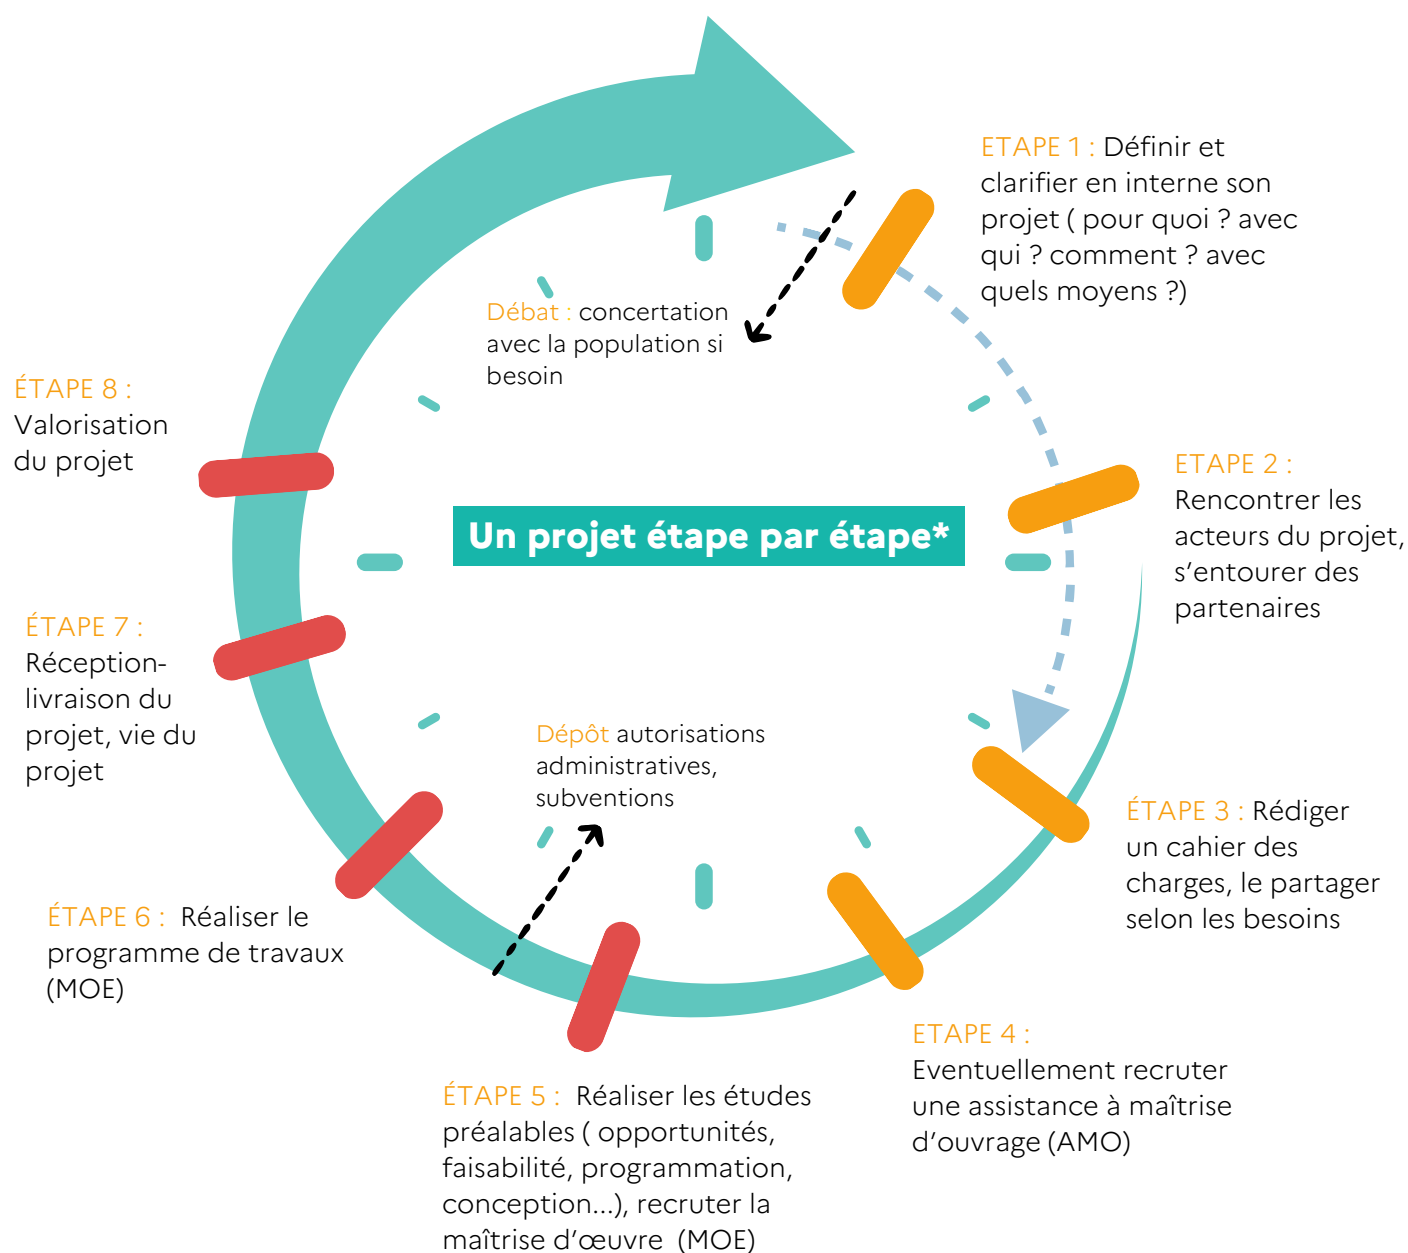 Un projet étape par étape*
ETAPE 1 : Définir et
clarifier en interne son
projet ( pour quoi ? avec
qui ? comment ? avec
quels moyens ?)
Débat : concertation
avec la population si
besoin
ETAPE 2 :
Rencontrer les
acteurs du projet,
s’entourer des
partenaires
ÉTAPE 3 : Rédiger
un cahier des
charges, le partager
selon les besoins
ETAPE 4 :
Eventuellement recruter
une assistance à maîtrise
d’ouvrage (AMO)
ÉTAPE 5 : Réaliser les études
préalables ( opportunités,
faisabilité, programmation,
conception...), recruter la
maîtrise d’œuvre (MOE)
Dépôt autorisations
administratives,
subventions
ÉTAPE 6 : Réaliser le
programme de travaux
(MOE)
ÉTAPE 7 :
Réception-
livraison du
projet, vie du
projet
ÉTAPE 8 :
Valorisation
du projet